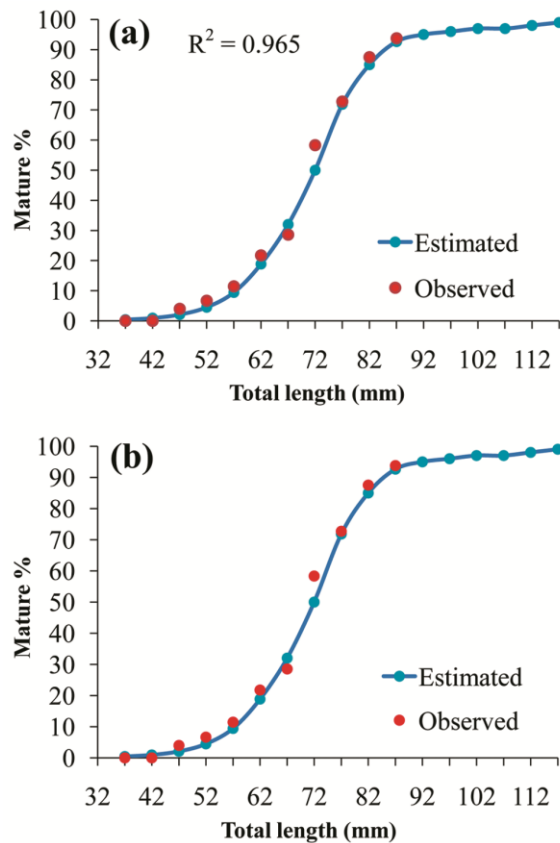 (a)
R² = 0.965
100
90
80
70
60
50
40
30
20
10
0
Mature %
Estimated
Observed
32 42 52 62 72 82 92 102 112
Total length (mm)
(b)
100
90
80
70
60
50
40
30
20
10
0
Mature %
Estimated
Observed
32 42 52 62 72 82 92 102 112
Total length (mm)